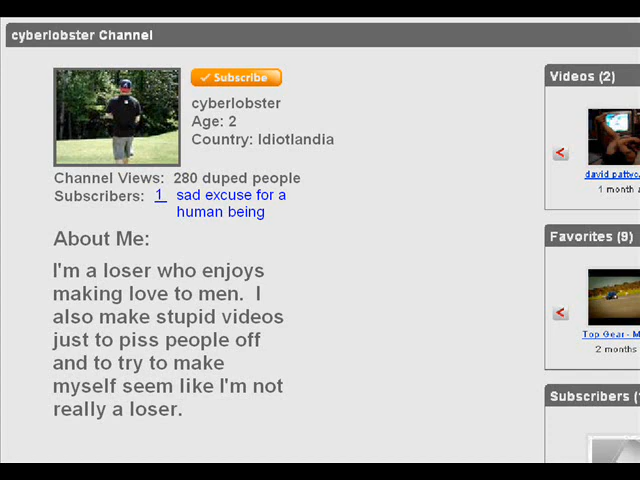 cyberlobster Channel
Subscribe
cyberlobster
Age: 2
Country: Idiotlandia
Channel Views: 280 duped people
Subscribers: 1 sad excuse for a
human being
About Me:
I'm a loser who enjoys
making love to men. I
also make stupid videos
just to piss people off
and to try to make
myself seem like I'm not
really a loser.
Videos (2)
david pattyc.
1 month a
Favorites (9)
Top Gear - M
2 months
Subscribers (